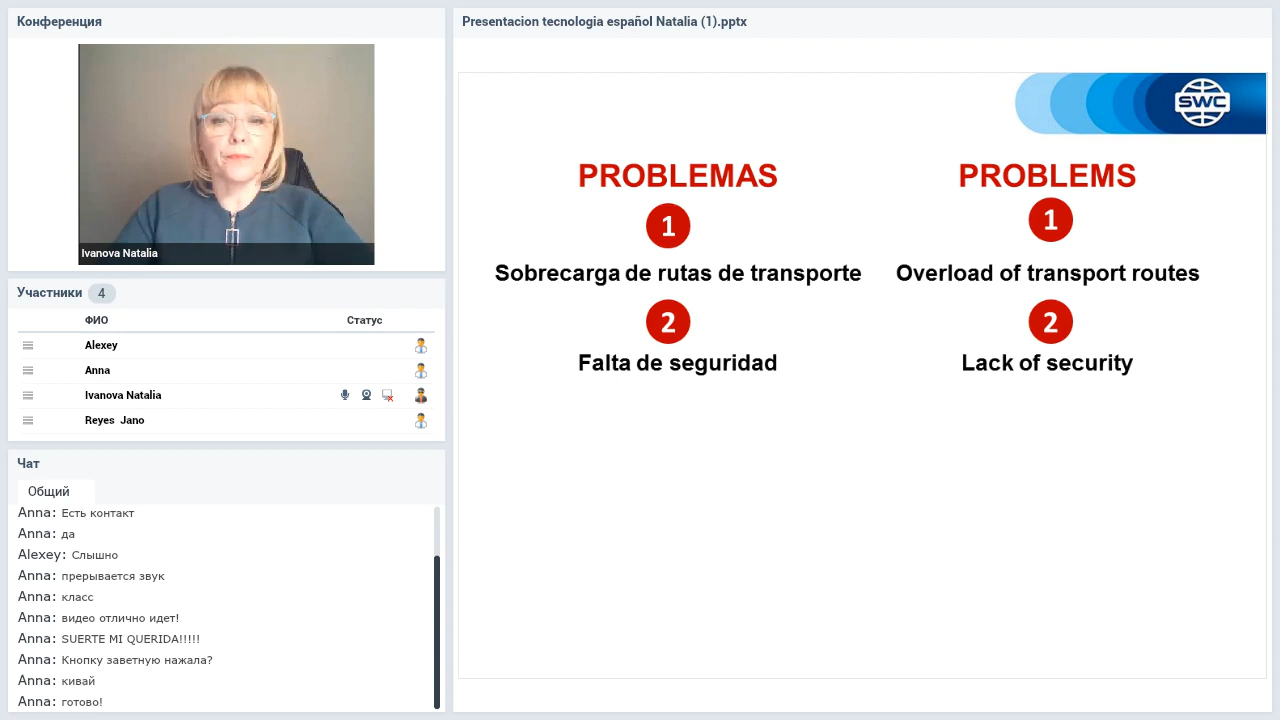 Конференция
Ivanova Natalia
Участники 4
ФИО Статус
Alexey
Anna
Ivanova Natalia
Reyes Jano
Чат
Общий
Anna: Есть контакт
Anna: да
Alexey: Слышно
Anna: прерывается звук
Anna: класс
Anna: видео отлично идет!
Anna: SUERTE MI QUERIDA!!!!!
Anna: Кнопку заветную нажала?
Anna: кивай
Anna: готово!
Presentacion tecnologia español Natalia (1).pptx
SWC
PROBLEMAS
1
Sobrecarga de rutas de transporte
2
Falta de seguridad
PROBLEMS
1
Overload of transport routes
2
Lack of security